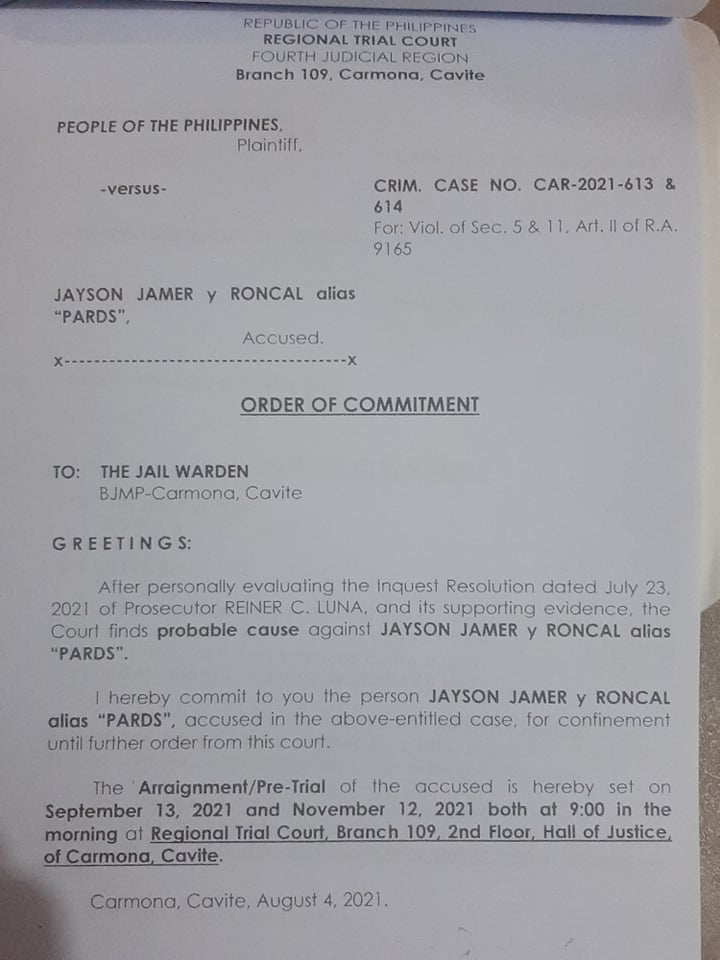 REPUBLIC OF THE PHILIPPINES
REGIONAL TRIAL COURT
FOURTH JUDICIAL REGION
Branch 109, Carmona, Cavite
PEOPLE OF THE PHILIPPINES,
Plaintiff,
-versus-
CRIM. CASE NO. CAR-2021-613 &
614
For: Viol. of Sec. 5 & 11, Art. II of R.A.
9165
JAYSON JAMER y RONCAL alias
"PARDS",
Accused.
x-----------------------------------x
ORDER OF COMMITMENT
TO: THE JAIL WARDEN
BJMP-Carmona, Cavite
G R E E T I N G S:
After personally evaluating the Inquest Resolution dated July 23,
2021 of Prosecutor REINER C. LUNA, and its supporting evidence, the
Court finds probable cause against JAYSON JAMER y RONCAL alias
"PARDS".
I hereby commit to you the person JAYSON JAMER y RONCAL
alias "PARDS", accused in the above-entitled case, for confinement
until further order from this court.
The Arraignment/Pre-Trial of the accused is hereby set on
September 13, 2021 and November 12, 2021 both at 9:00 in the
morning at Regional Trial Court, Branch 109, 2nd Floor, Hall of Justice,
of Carmona, Cavite.
Carmona, Cavite, August 4, 2021.